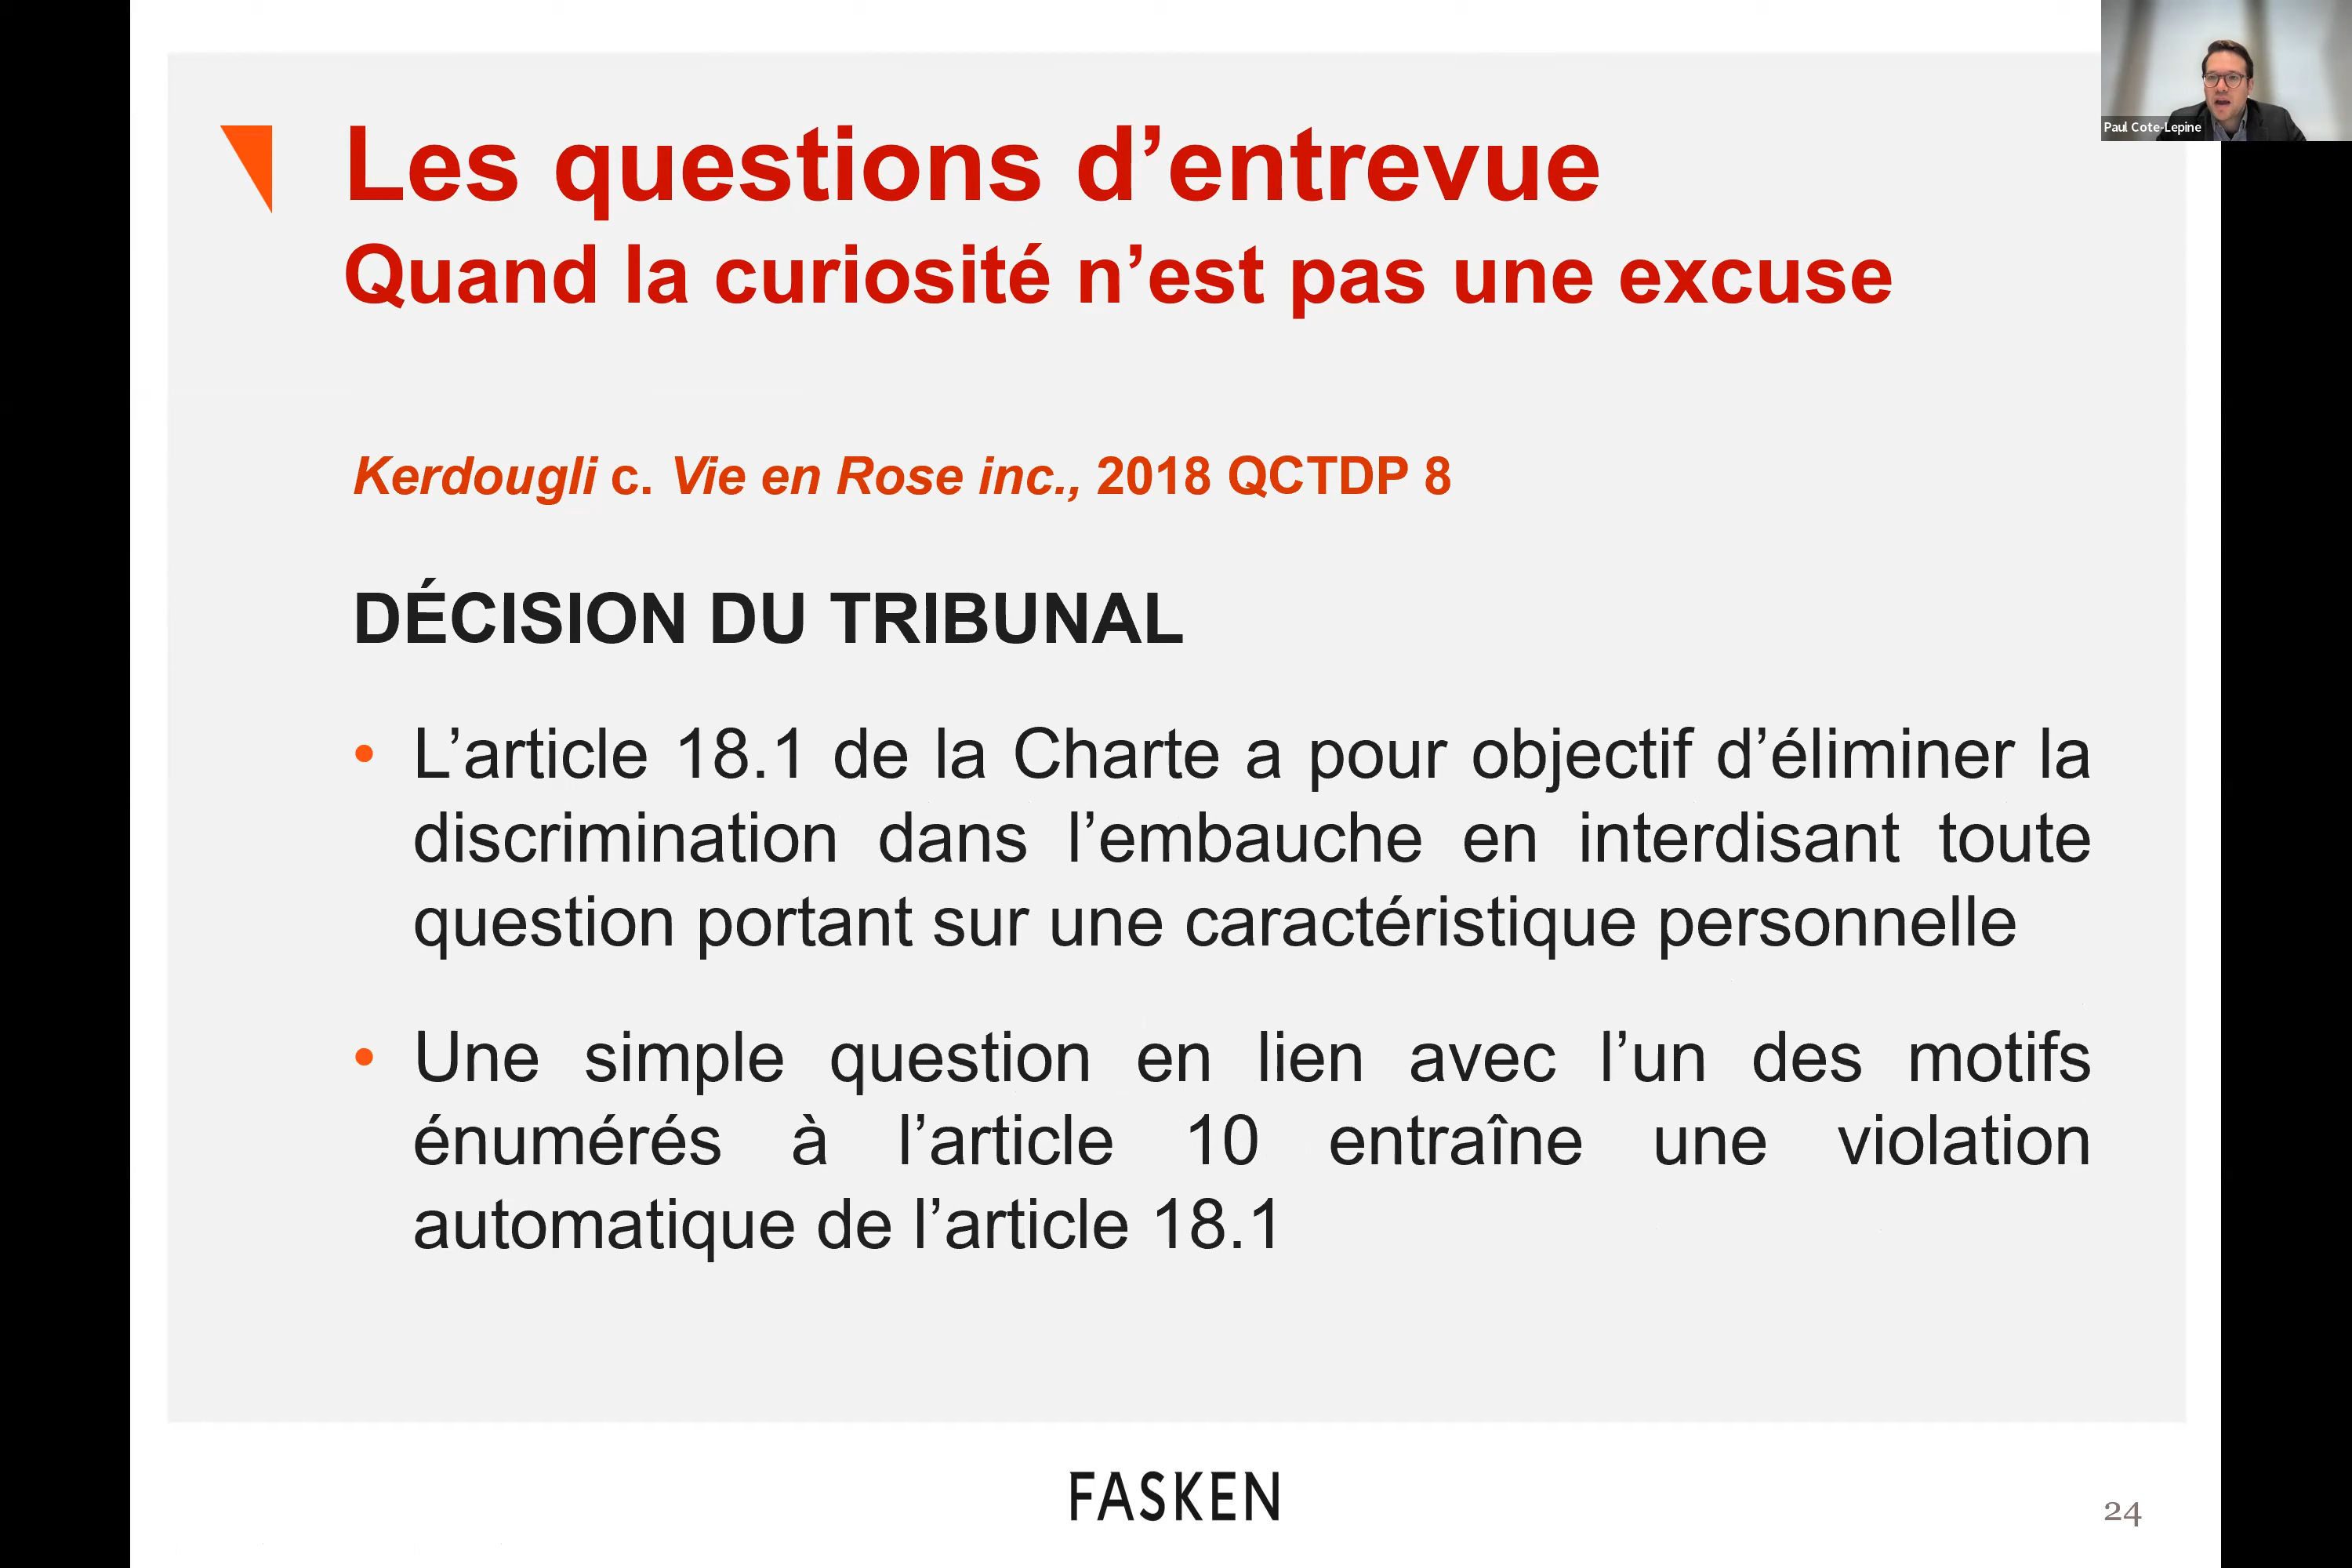 Paul Cote-Lepine
Les questions d’entrevue
Quand la curiosité n’est pas une excuse
Kerdougli c. Vie en Rose inc., 2018 QCTDP 8
DÉCISION DU TRIBUNAL
• L’article 18.1 de la Charte a pour objectif d’éliminer la
discrimination dans l’embauche en interdisant toute
question portant sur une caractéristique personnelle
• Une simple question en lien avec l’un des motifs
énumérés à l’article 10 entraîne une violation
automatique de l’article 18.1
FASKEN
24